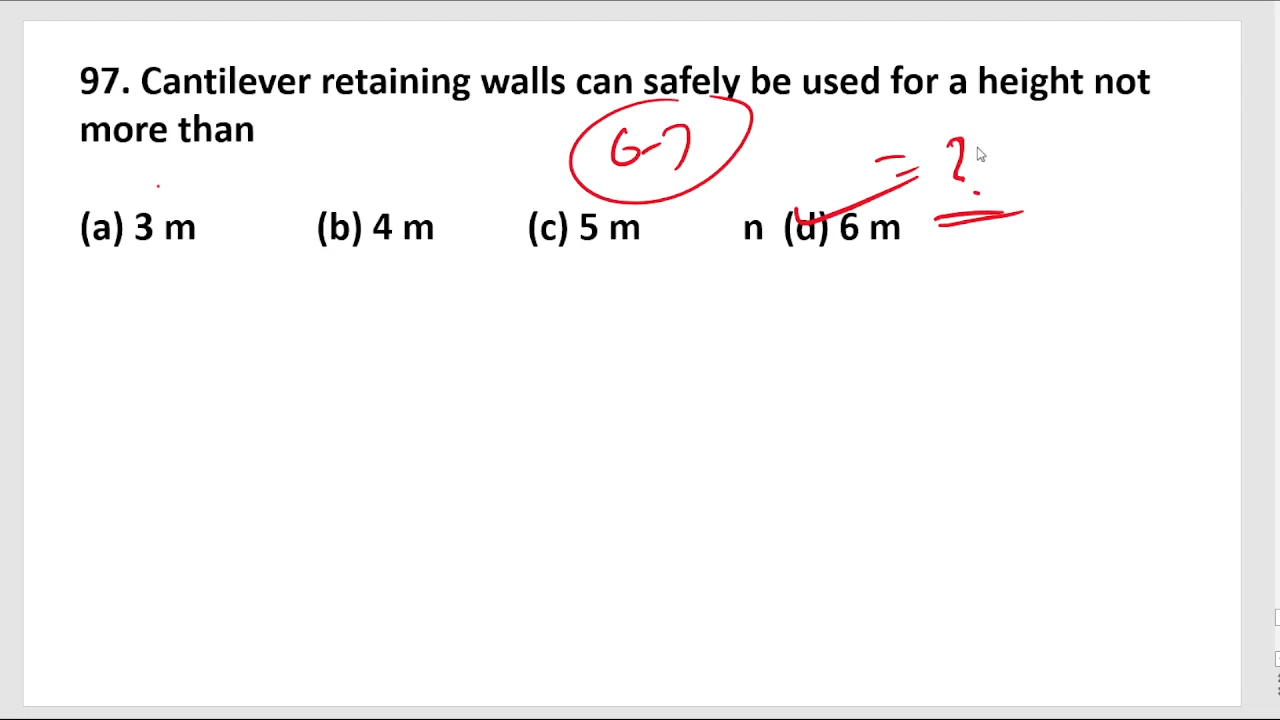 97. Cantilever retaining walls can safely be used for a height not
more than
6-7
= ?
(a) 3 m (b) 4 m (c) 5 m n (d) 6 m